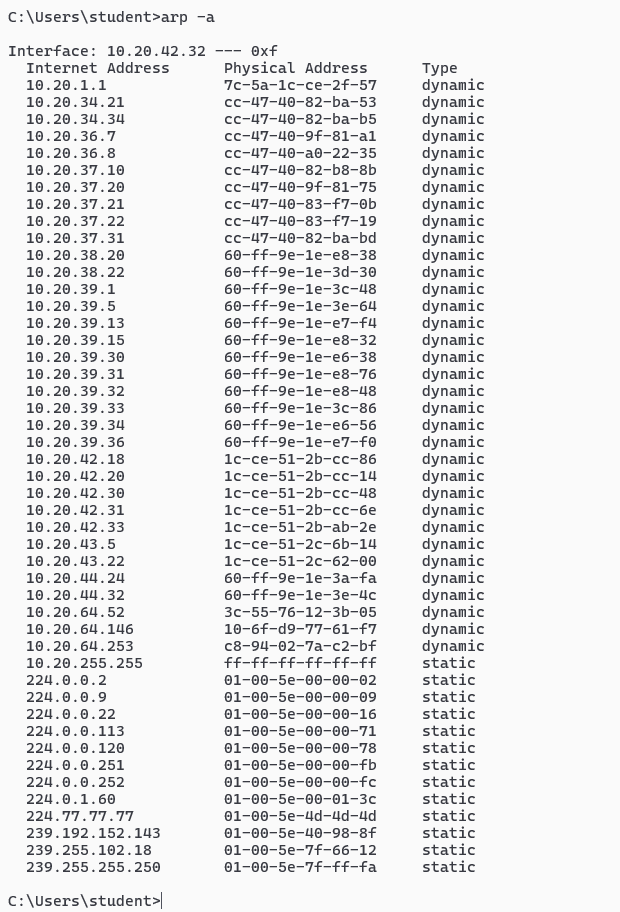 C:\Users\student>arp -a
Interface: 10.20.42.32 --- 0xf
Internet Address Physical Address Type
10.20.1.1 7c-5a-1c-ce-2f-57 dynamic
10.20.34.21 cc-47-40-82-ba-53 dynamic
10.20.34.34 cc-47-40-82-ba-b5 dynamic
10.20.36.7 cc-47-40-9f-81-a1 dynamic
10.20.36.8 cc-47-40-a0-22-35 dynamic
10.20.37.10 cc-47-40-82-b8-8b dynamic
10.20.37.20 cc-47-40-9f-81-75 dynamic
10.20.37.21 cc-47-40-83-f7-0b dynamic
10.20.37.22 cc-47-40-83-f7-19 dynamic
10.20.37.31 cc-47-40-82-ba-bd dynamic
10.20.38.20 60-ff-9e-1e-e8-38 dynamic
10.20.38.22 60-ff-9e-1e-3d-30 dynamic
10.20.39.1 60-ff-9e-1e-3c-48 dynamic
10.20.39.5 60-ff-9e-1e-3e-64 dynamic
10.20.39.13 60-ff-9e-1e-e7-f4 dynamic
10.20.39.15 60-ff-9e-1e-e8-32 dynamic
10.20.39.30 60-ff-9e-1e-e6-38 dynamic
10.20.39.31 60-ff-9e-1e-e8-76 dynamic
10.20.39.32 60-ff-9e-1e-e8-48 dynamic
10.20.39.33 60-ff-9e-1e-3c-86 dynamic
10.20.39.34 60-ff-9e-1e-e6-56 dynamic
10.20.39.36 60-ff-9e-1e-e7-f0 dynamic
10.20.42.18 1c-ce-51-2b-cc-86 dynamic
10.20.42.20 1c-ce-51-2b-cc-14 dynamic
10.20.42.30 1c-ce-51-2b-cc-48 dynamic
10.20.42.31 1c-ce-51-2b-cc-6e dynamic
10.20.42.33 1c-ce-51-2b-ab-2e dynamic
10.20.43.5 1c-ce-51-2c-6b-14 dynamic
10.20.43.22 1c-ce-51-2c-62-00 dynamic
10.20.44.24 60-ff-9e-1e-3a-fa dynamic
10.20.44.32 60-ff-9e-1e-3e-4c dynamic
10.20.64.52 3c-55-76-12-3b-05 dynamic
10.20.64.146 10-6f-d9-77-61-f7 dynamic
10.20.64.253 c8-94-02-7a-c2-bf dynamic
10.20.255.255 ff-ff-ff-ff-ff-ff static
224.0.0.2 01-00-5e-00-00-02 static
224.0.0.9 01-00-5e-00-00-09 static
224.0.0.22 01-00-5e-00-00-16 static
224.0.0.113 01-00-5e-00-00-71 static
224.0.0.120 01-00-5e-00-00-78 static
224.0.0.251 01-00-5e-00-00-fb static
224.0.0.252 01-00-5e-00-00-fc static
224.0.1.60 01-00-5e-00-01-3c static
224.77.77.77 01-00-5e-4d-4d-4d static
239.192.152.143 01-00-5e-40-98-8f static
239.255.102.18 01-00-5e-7f-66-12 static
239.255.255.250 01-00-5e-7f-ff-fa static
C:\Users\student>